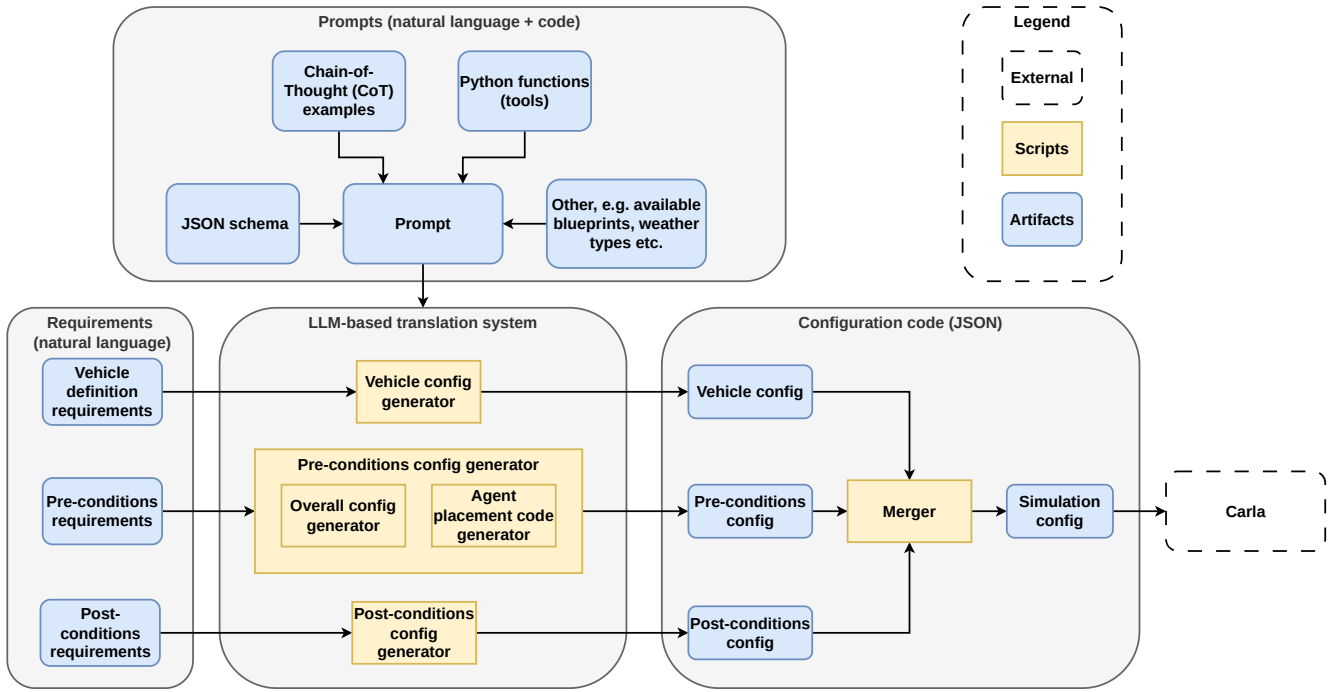 Prompts (natural language + code)
Chain-of-
Thought (CoT)
examples
Python functions
(tools)
JSON schema
Prompt
Other, e.g. available
blueprints, weather
types etc.
Legend
External
Scripts
Artifacts
Requirements
(natural language)
Vehicle
definition
requirements
Pre-conditions
requirements
Post-
conditions
requirements
LLM-based translation system
Vehicle config
generator
Pre-conditions config generator
Overall config
generator
Agent
placement code
generator
Post-conditions
config
generator
Configuration code (JSON)
Vehicle config
Pre-conditions
config
Post-conditions
config
Merger
Simulation
config
Carla